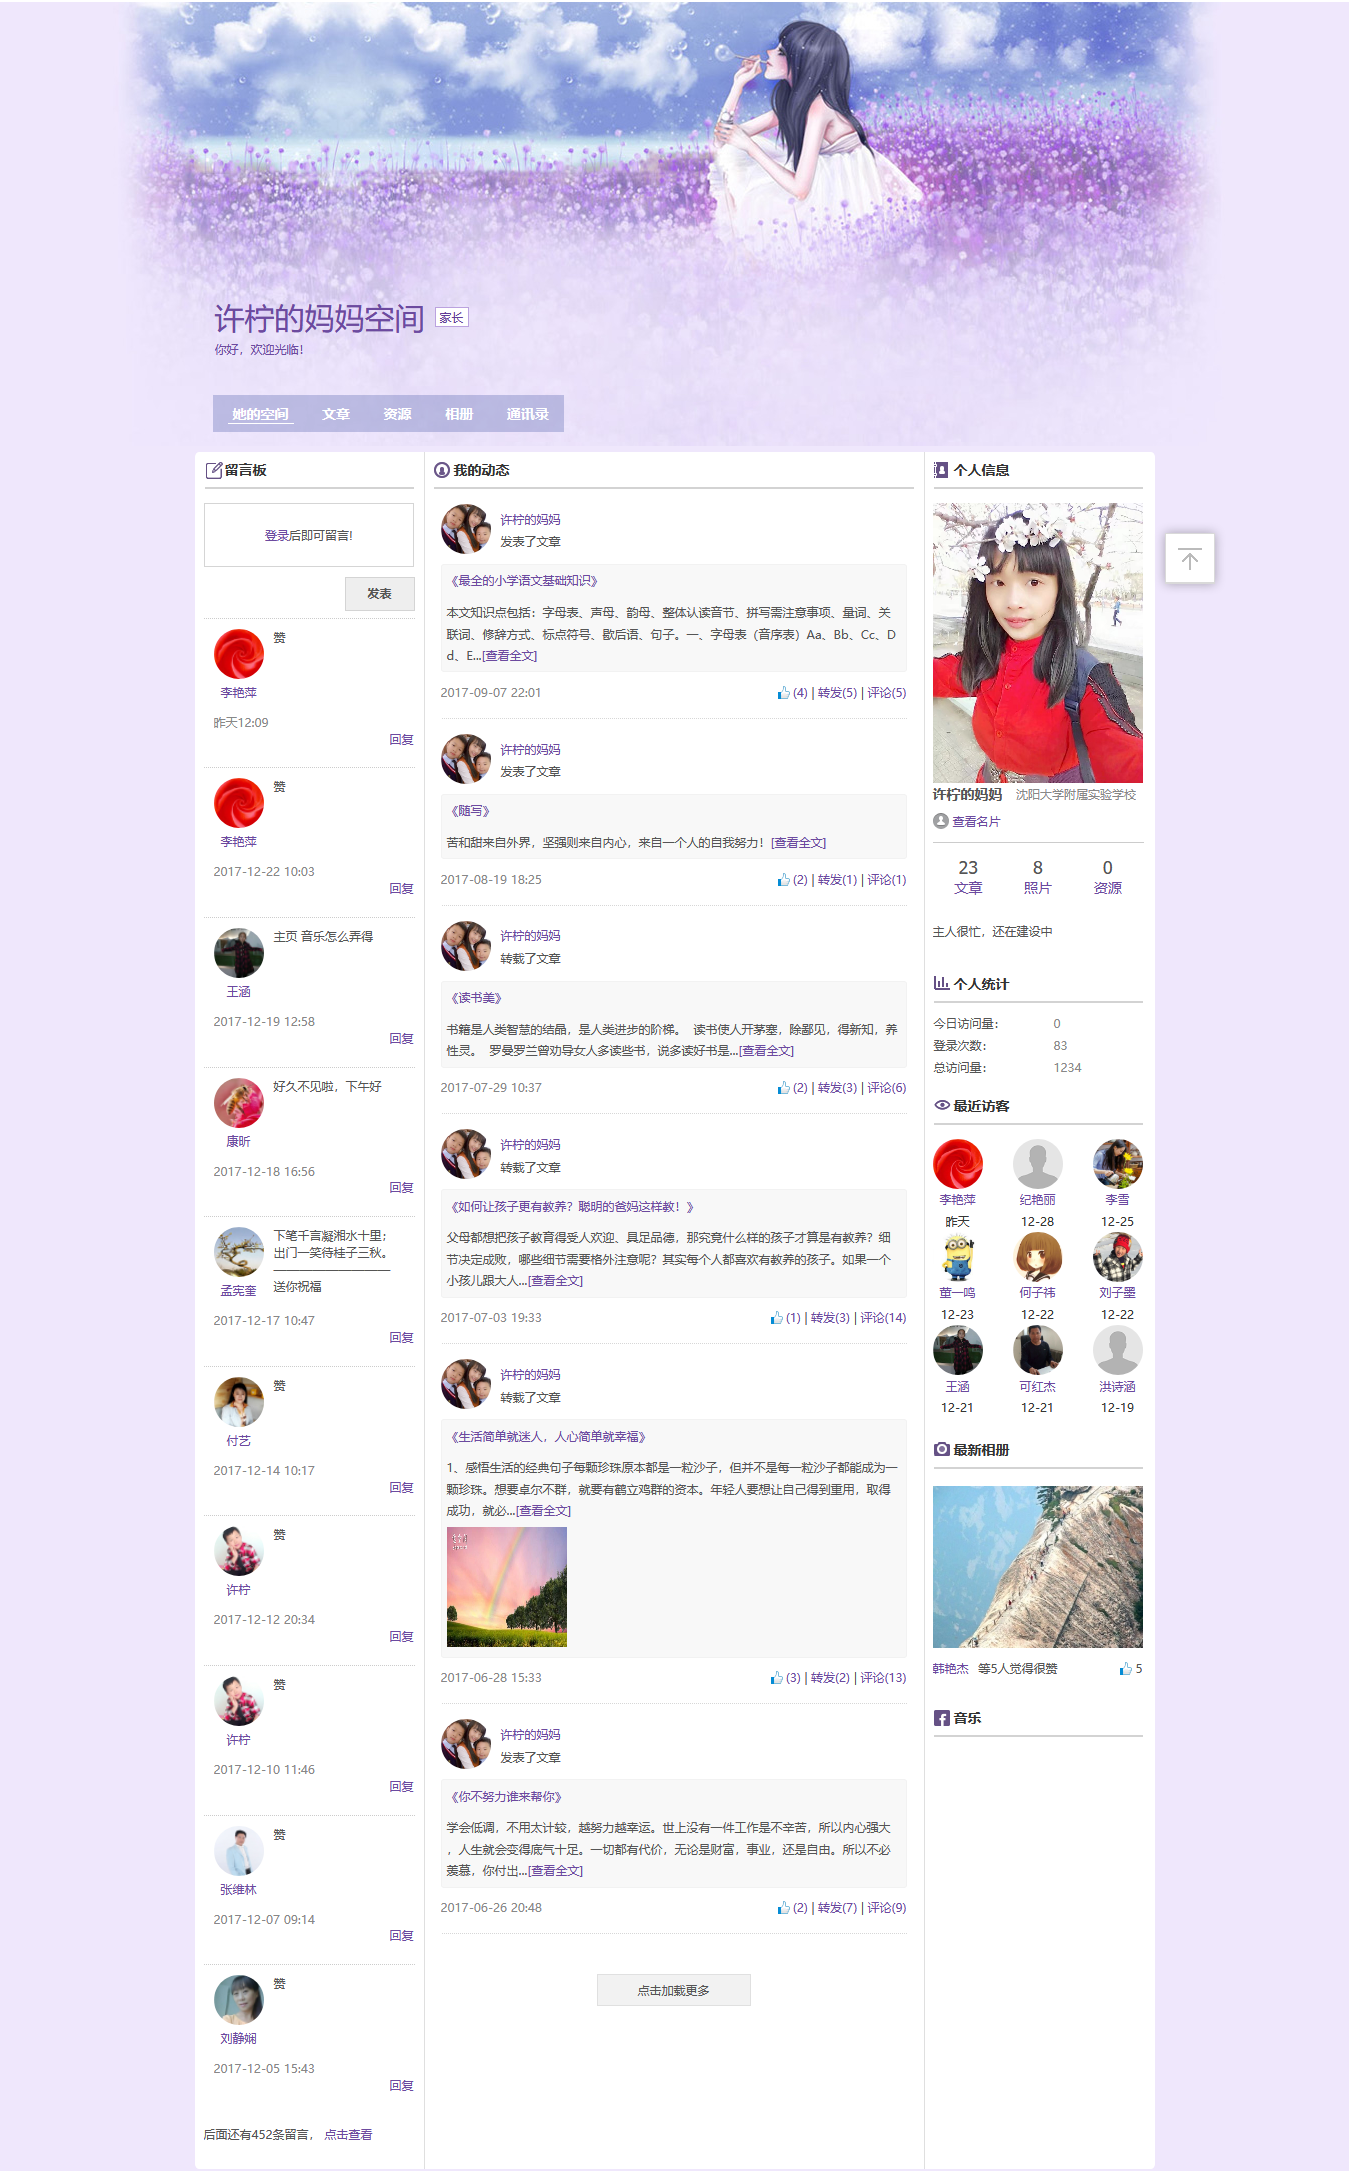 许柠的妈妈空间 家长
你好，欢迎光临！
她的空间 文章 资源 相册 通讯录
留言板
登录后即可留言!
发表
赞
李艳萍
昨天12:09
回复
赞
李艳萍
2017-12-22 10:03
回复
主页 音乐怎么弄得
王涵
2017-12-19 12:58
回复
好久不见啦，下午好
康昕
2017-12-18 16:56
回复
下笔千言凝湘水十里；
出门一笑待桂子三秋。
送你祝福
孟宪奎
2017-12-17 10:47
回复
赞
付艺
2017-12-14 10:17
回复
赞
许柠
2017-12-12 20:34
回复
赞
许柠
2017-12-10 11:46
回复
赞
张维林
2017-12-07 09:14
回复
赞
刘静娴
2017-12-05 15:43
回复
后面还有452条留言， 点击查看
我的动态
许柠的妈妈
发表了文章
《最全的小学语文基础知识》
本文知识点包括：字母表、声母、韵母、整体认读音节、拼写需注意事项、量词、关
联词、修辞方式、标点符号、歇后语、句子。一、字母表（音序表）Aa、Bb、Cc、D
d、E...[查看全文]
2017-09-07 22:01 (4) | 转发(5) | 评论(5)
许柠的妈妈
发表了文章
《随写》
苦和甜来自外界，坚强则来自内心，来自一个人的自我努力！[查看全文]
2017-08-19 18:25 (2) | 转发(1) | 评论(1)
许柠的妈妈
转载了文章
《读书美》
书籍是人类智慧的结晶，是人类进步的阶梯。 读书使人开茅塞，除鄙见，得新知，养
性灵。 罗曼罗兰曾劝导女人多读些书，说多读好书是...[查看全文]
2017-07-29 10:37 (2) | 转发(3) | 评论(6)
许柠的妈妈
转载了文章
《如何让孩子更有教养？聪明的爸妈这样教！》
父母都想把孩子教育得受人欢迎、具足品德，那究竟什么样的孩子才算是有教养？细
节决定成败，哪些细节需要格外注意呢？其实每个人都喜欢有教养的孩子。如果一个
小孩儿跟大人...[查看全文]
2017-07-03 19:33 (1) | 转发(3) | 评论(14)
许柠的妈妈
转载了文章
《生活简单就迷人，人心简单就幸福》
1、感悟生活的经典句子每颗珍珠原本都是一粒沙子，但并不是每一粒沙子都能成为一
颗珍珠。想要卓尔不群，就要有鹤立鸡群的资本。年轻人要想让自己得到重用，取得
成功，就必...[查看全文]
2017-06-28 15:33 (3) | 转发(2) | 评论(13)
许柠的妈妈
发表了文章
《你不努力谁来帮你》
学会低调，不用太计较，越努力越幸运。世上没有一件工作是不辛苦，所以内心强大
，人生就会变得底气十足。一切都有代价，无论是财富，事业，还是自由。所以不必
羡慕，你付出...[查看全文]
2017-06-26 20:48 (2) | 转发(7) | 评论(9)
点击加载更多
个人信息
许柠的妈妈 沈阳大学附属实验学校
查看名片
23 8 0
文章 照片 资源
主人很忙，还在建设中
个人统计
今日访问量： 0
登录次数： 83
总访问量： 1234
最近访客
李艳萍 纪艳丽 李雪
昨天 12-28 12-25
董一鸣 何子祎 刘子墨
12-23 12-22 12-22
王涵 可红杰 洪诗涵
12-21 12-21 12-19
最新相册
韩艳杰 等5人觉得很赞 5
音乐